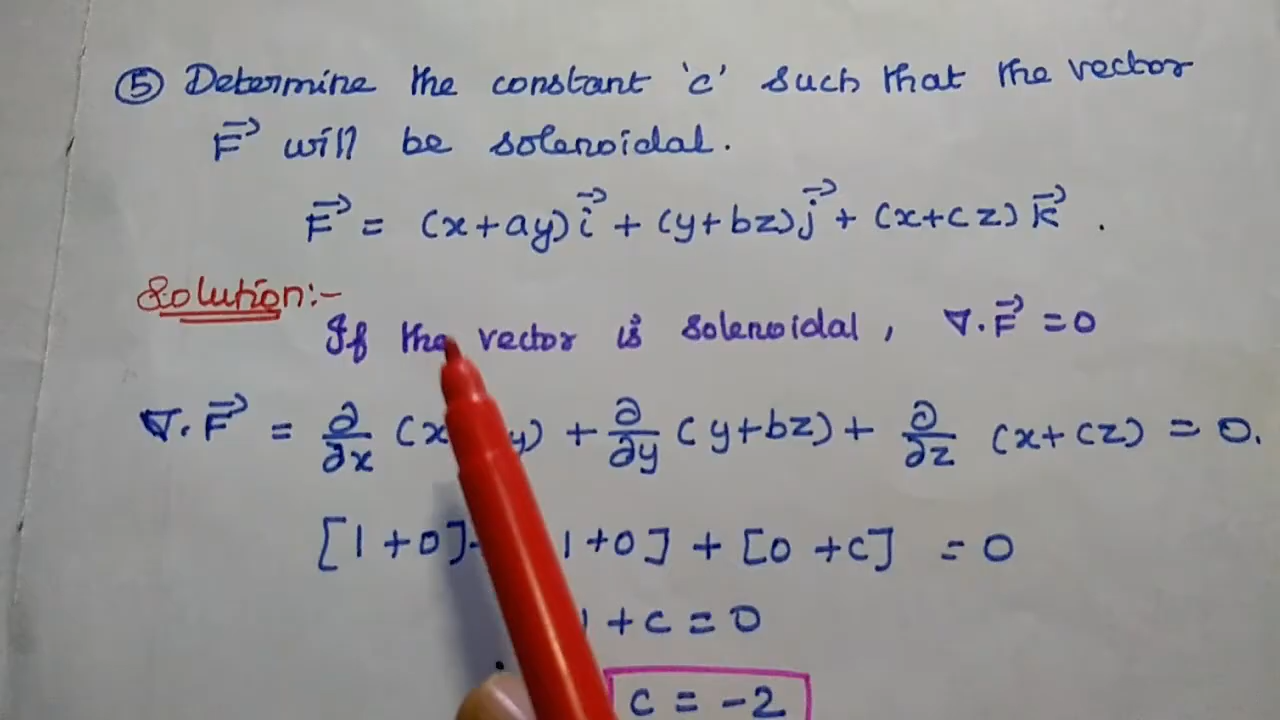 ⑤ Determine the constant 'c' such that the vector
F⃗ will be solenoidal.
F⃗ = (x+ay)i⃗ + (y+bz)j⃗ + (x+cz)k⃗ .
Solution:-
If the vector is solenoidal, ∇.F⃗ = 0
∇.F⃗ = ∂/∂x (x y) + ∂/∂y (y+bz) + ∂/∂z (x+cz) = 0.
[1+0] 1+0] + [0+c] = 0
+c = 0
c = -2